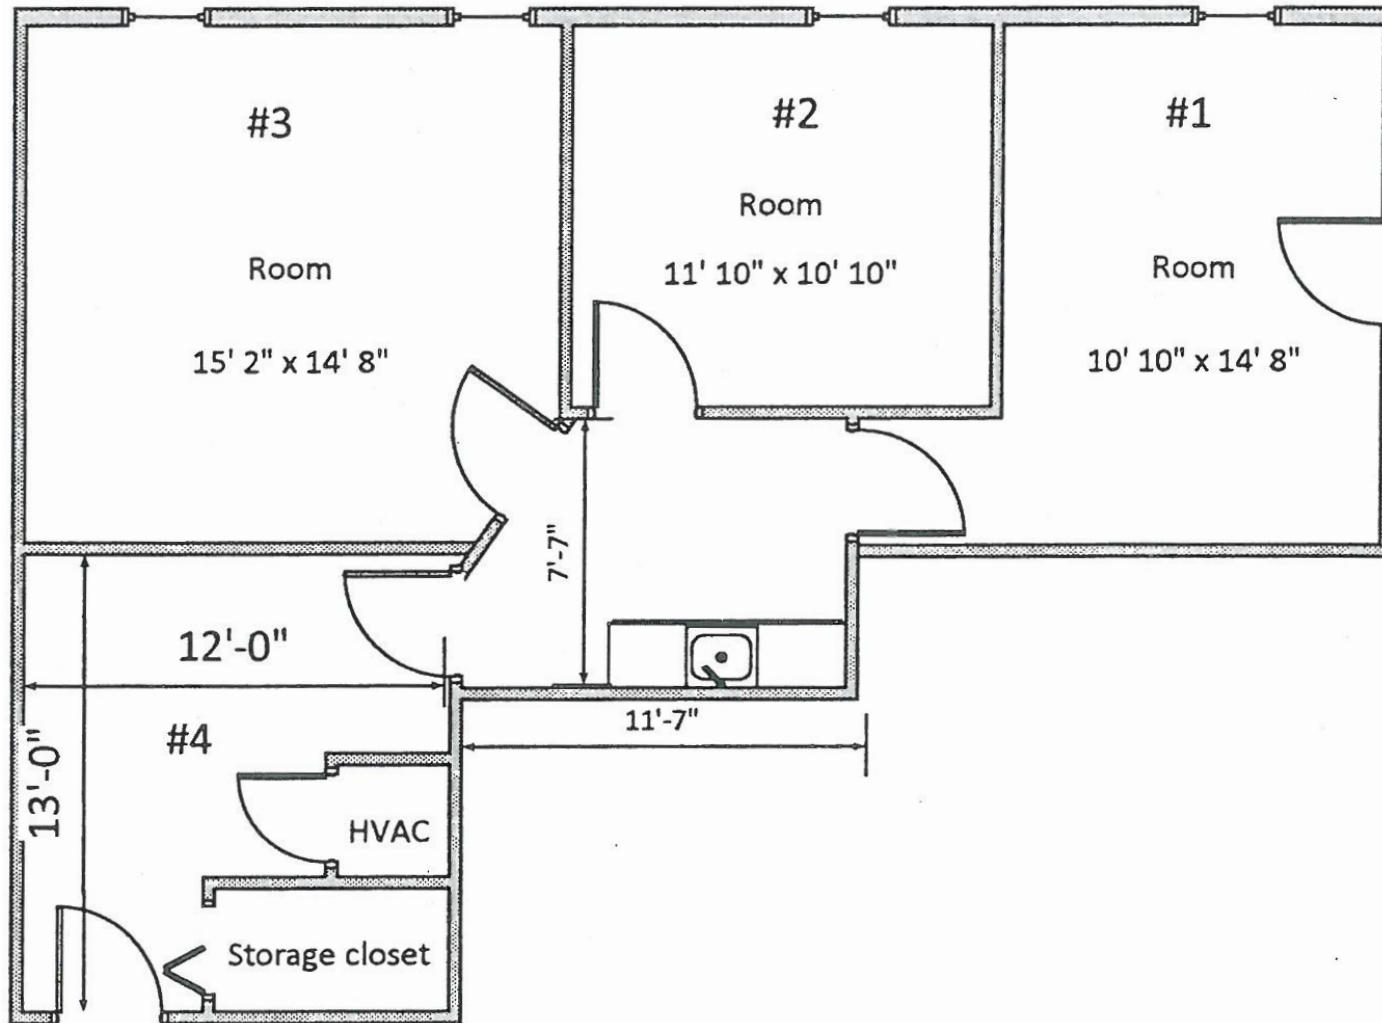 #3
Room
15' 2" x 14' 8"
#2
Room
11' 10" x 10' 10"
#1
Room
10' 10" x 14' 8"
7'-7"
12'-0"
11'-7"
13'-0"
#4
HVAC
Storage closet